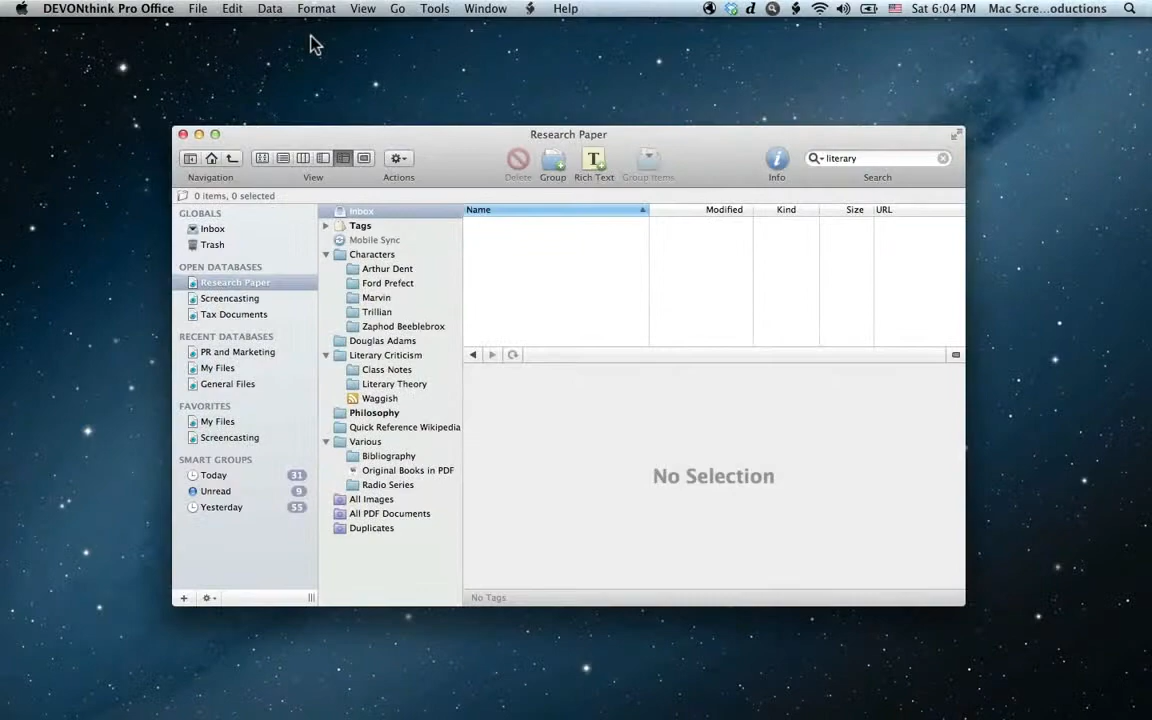 DEVONthink Pro Office File Edit Data Format View Go Tools Window Help Sat 6:04 PM Mac Scre...oductions
Research Paper
literary
Navigation View Actions Delete Group Rich Text Group Items Info Search
0 items, 0 selected
GLOBALS
Inbox
Trash
OPEN DATABASES
Research Paper
Screencasting
Tax Documents
RECENT DATABASES
PR and Marketing
My Files
General Files
FAVORITES
My Files
Screencasting
SMART GROUPS
Today 31
Unread 9
Yesterday 55
Inbox
Tags
Mobile Sync
Characters
Arthur Dent
Ford Prefect
Marvin
Trillian
Zaphod Beeblebrox
Douglas Adams
Literary Criticism
Class Notes
Literary Theory
Waggish
Philosophy
Quick Reference Wikipedia
Various
Bibliography
Original Books in PDF
Radio Series
All Images
All PDF Documents
Duplicates
Name Modified Kind Size URL
No Selection
No Tags